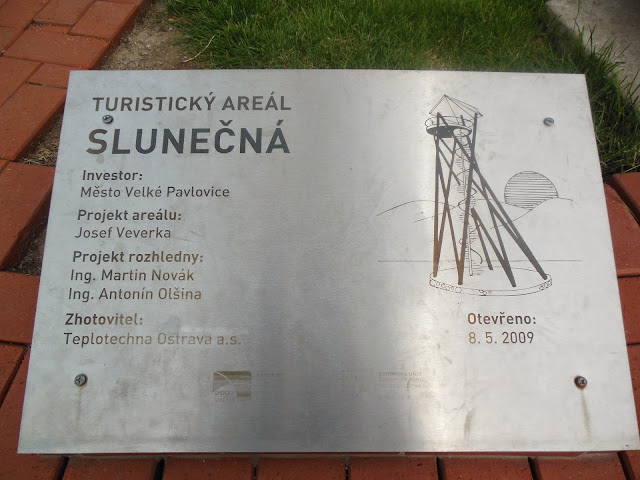 TURISTICKÝ AREÁL
SLUNEČNÁ
Investor:
Město Velké Pavlovice
Projekt areálu:
Josef Veverka
Projekt rozhledny:
Ing. Martin Novák
Ing. Antonín Olšina
Zhotovitel:
Teplotechna Ostrava a.s.
Otevřeno:
8. 5. 2009